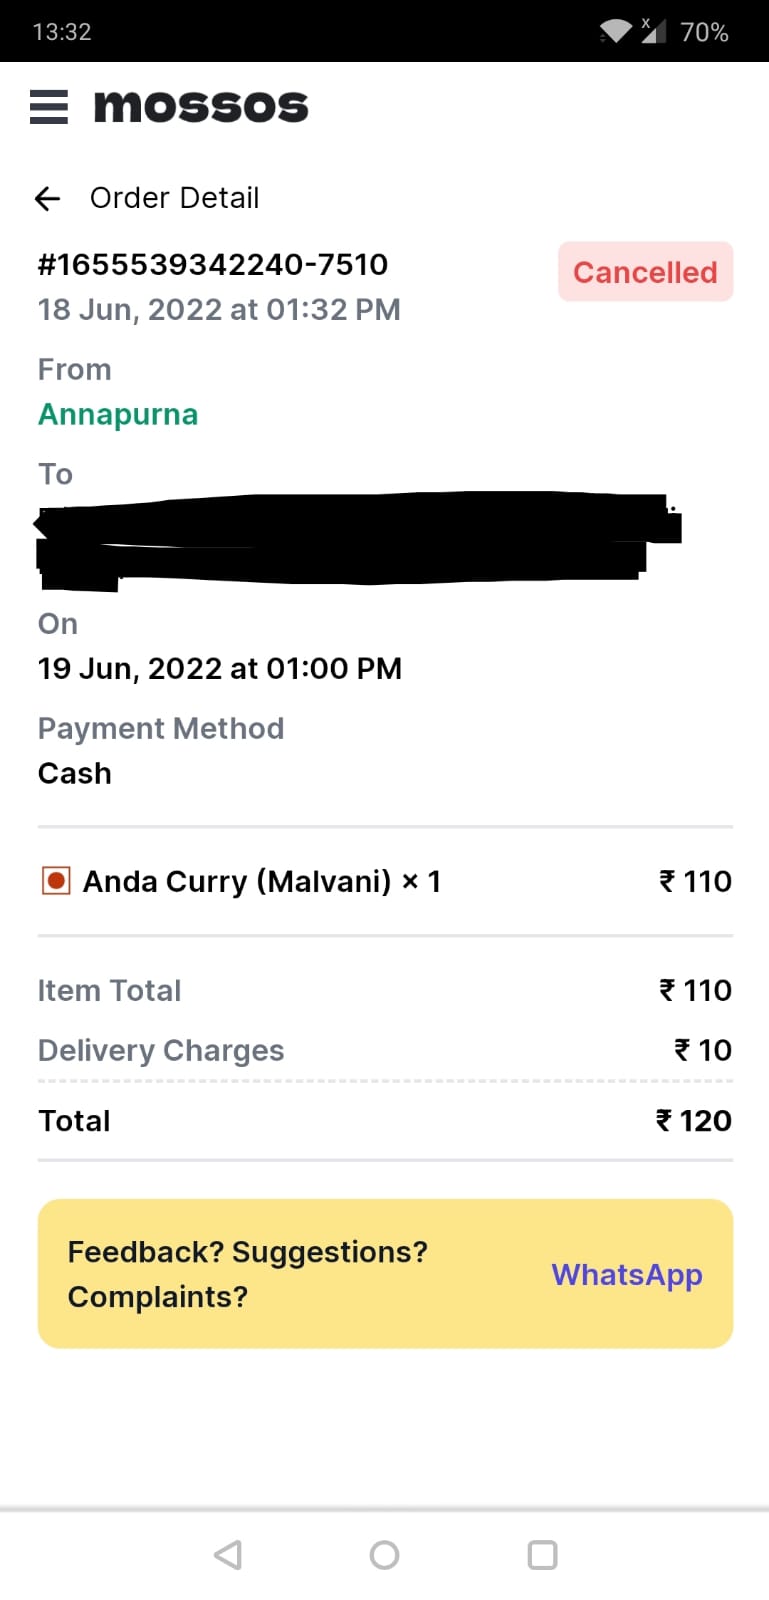 13:32
x
70%
mossos
Order Detail
#1655539342240-7510
Cancelled
18 Jun, 2022 at 01:32 PM
From
Annapurna
To
On
19 Jun, 2022 at 01:00 PM
Payment Method
Cash
Anda Curry (Malvani) × 1 ₹ 110
Item Total ₹ 110
Delivery Charges ₹ 10
Total ₹ 120
Feedback? Suggestions?
Complaints?
WhatsApp